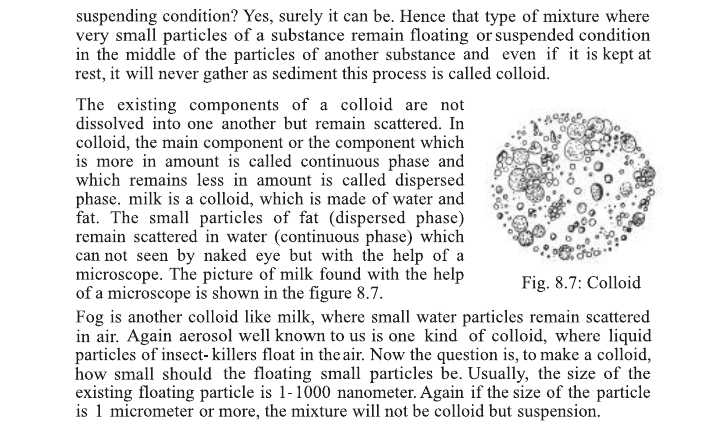 suspending condition? Yes, surely it can be. Hence that type of mixture where
very small particles of a substance remain floating or suspended condition
in the middle of the particles of another substance and even if it is kept at
rest, it will never gather as sediment this process is called colloid.
The existing components of a colloid are not
dissolved into one another but remain scattered. In
colloid, the main component or the component which
is more in amount is called continuous phase and
which remains less in amount is called dispersed
phase. milk is a colloid, which is made of water and
fat. The small particles of fat (dispersed phase)
remain scattered in water (continuous phase) which
can not seen by naked eye but with the help of a
microscope. The picture of milk found with the help
of a microscope is shown in the figure 8.7.
Fig. 8.7: Colloid
Fog is another colloid like milk, where small water particles remain scattered
in air. Again aerosol well known to us is one kind of colloid, where liquid
particles of insect- killers float in the air. Now the question is, to make a colloid,
how small should the floating small particles be. Usually, the size of the
existing floating particle is 1-1000 nanometer. Again if the size of the particle
is 1 micrometer or more, the mixture will not be colloid but suspension.